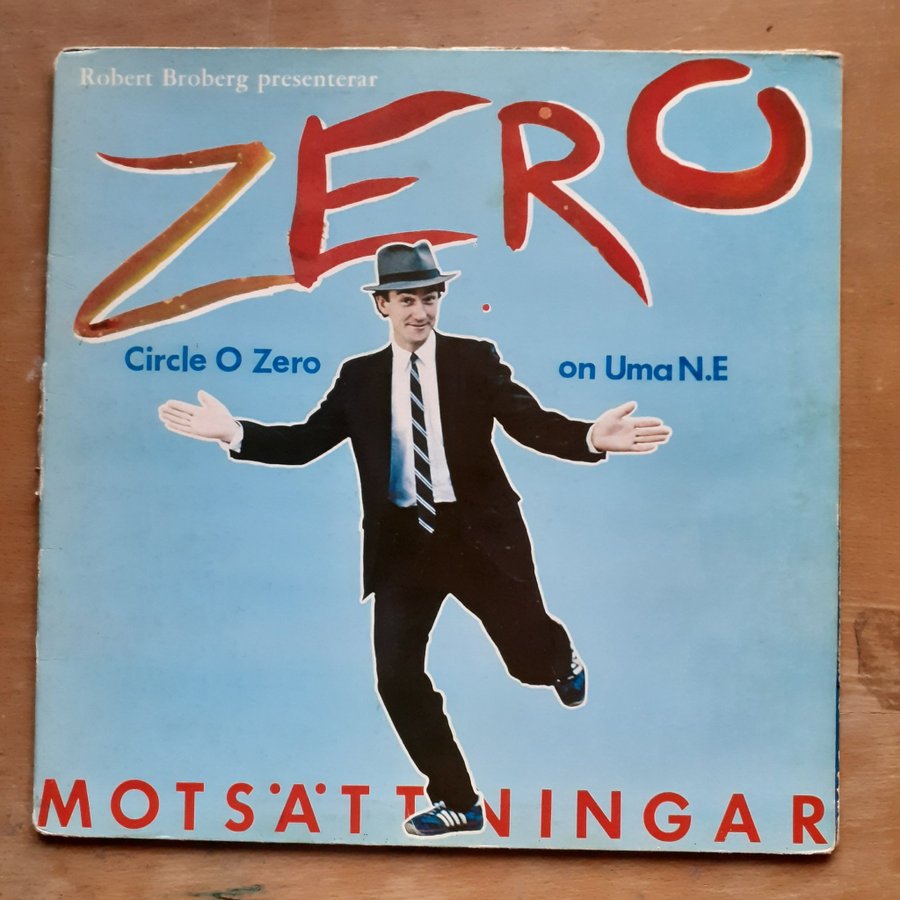 Robert Broberg presenterar
ZERO
Circle O Zero on Uma N.E
MOTSÄTTNINGAR